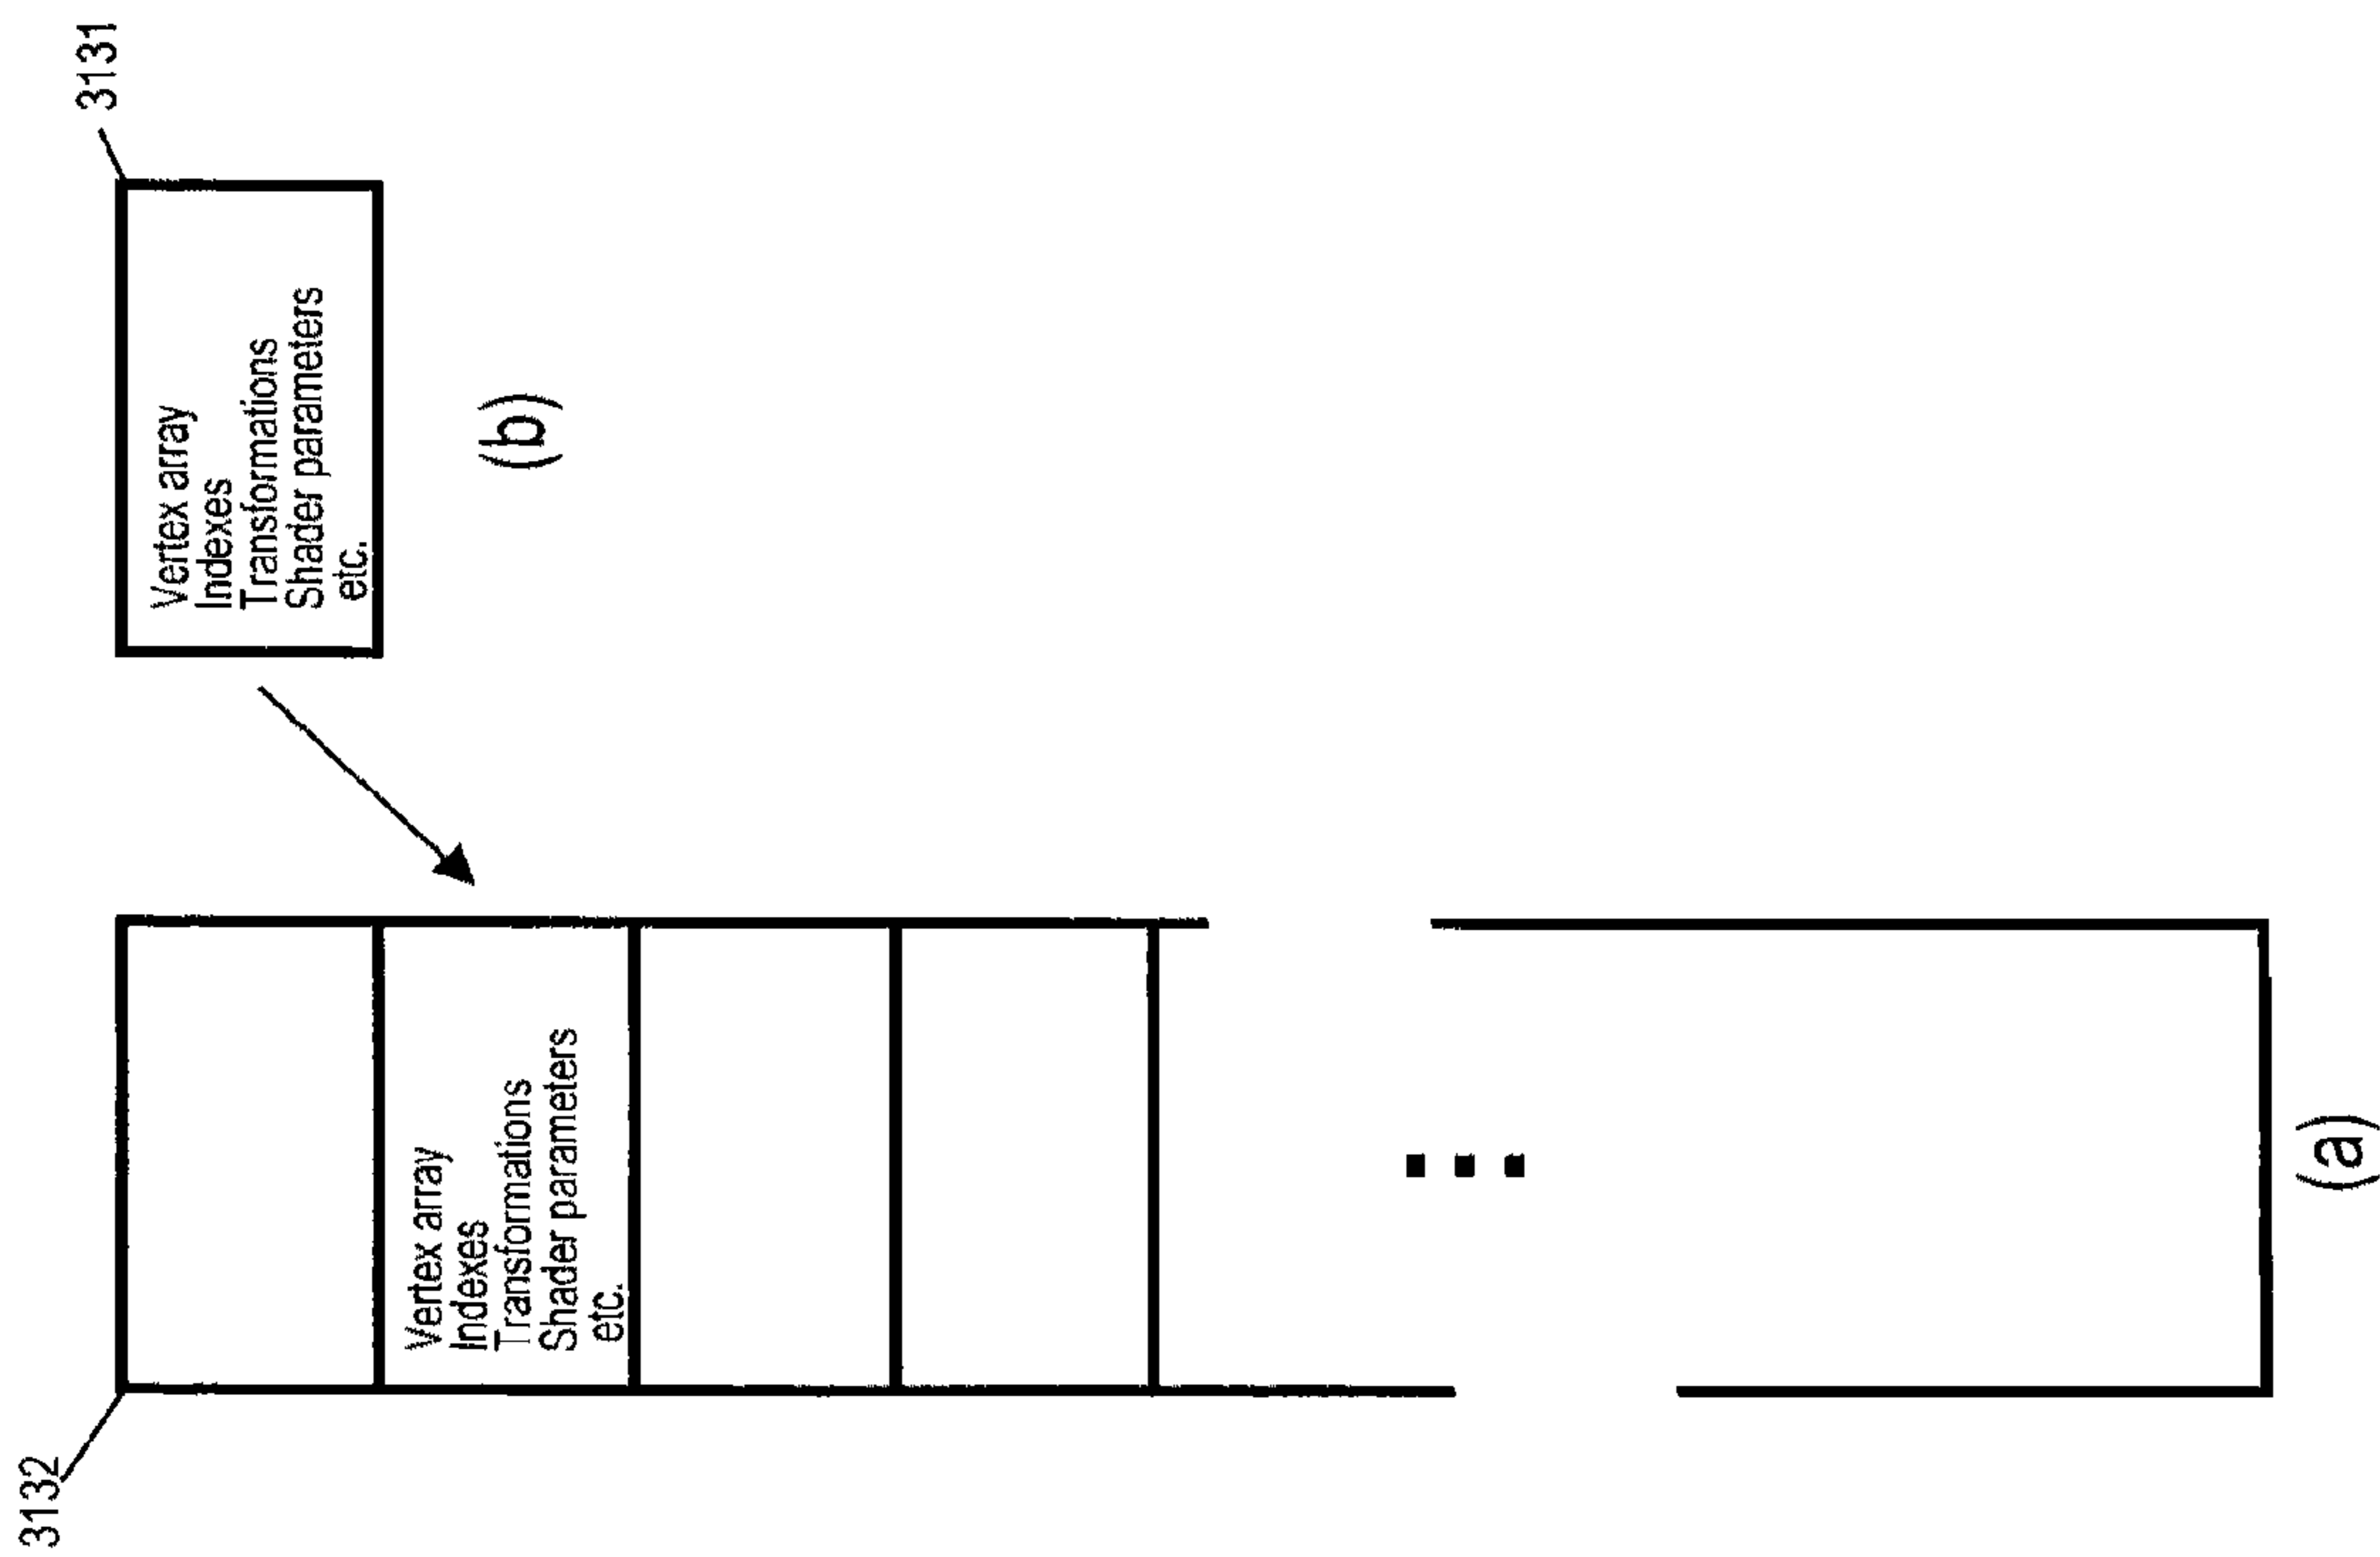 3132
Vertex array
Indexes
Transformations
Shader parameters
etc.
(a)
3131
Vertex array
Indexes
Transformations
Shader parameters
etc.
(b)